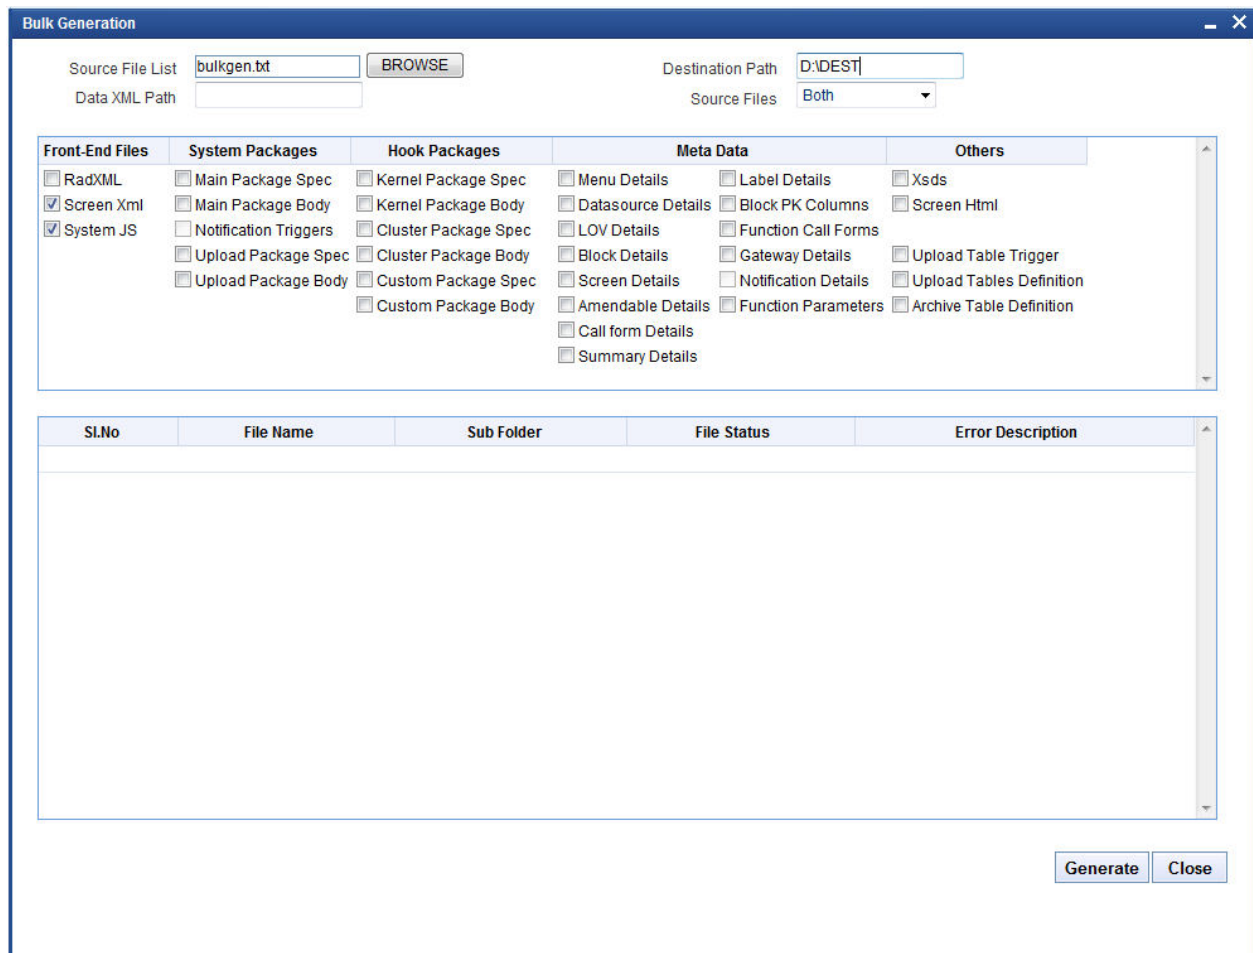 Bulk Generation
Source File List bulkgen.txt BROWSE Destination Path D:\DEST
Data XML Path Source Files Both
Front-End Files System Packages Hook Packages Meta Data Others
RadXML Main Package Spec Kernel Package Spec Menu Details Label Details Xsds
Screen Xml Main Package Body Kernel Package Body Datasource Details Block PK Columns Screen Html
System JS Notification Triggers Cluster Package Spec LOV Details Function Call Forms
Upload Package Spec Cluster Package Body Block Details Gateway Details Upload Table Trigger
Upload Package Body Custom Package Spec Screen Details Notification Details Upload Tables Definition
Custom Package Body Amendable Details Function Parameters Archive Table Definition
Call form Details
Summary Details
Sl.No File Name Sub Folder File Status Error Description
Generate Close